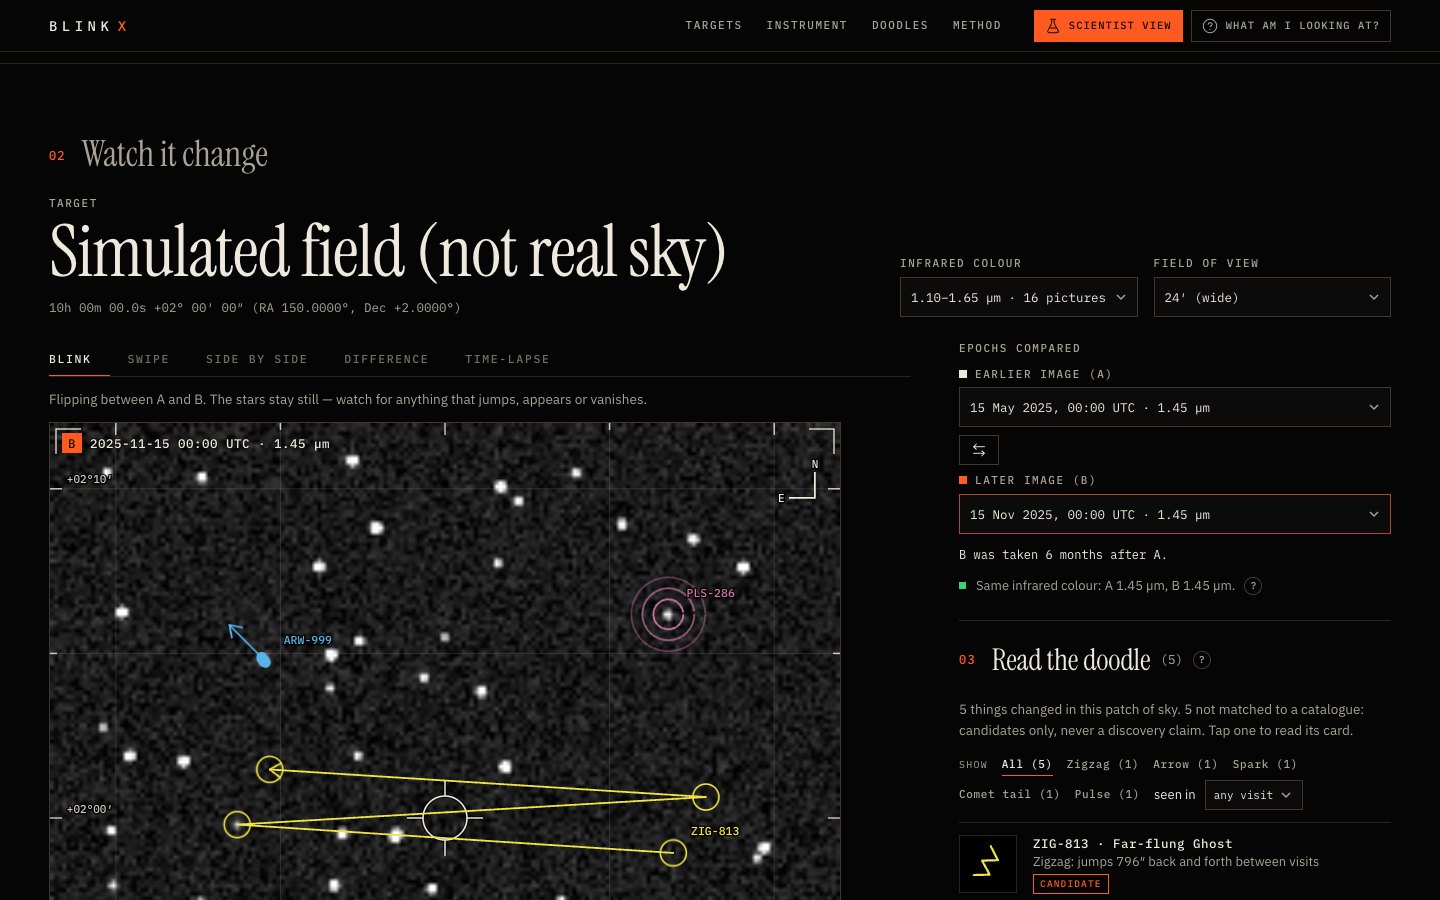 BLINK X
TARGETS INSTRUMENT DOODLES METHOD
SCIENTIST VIEW
WHAT AM I LOOKING AT?
02 Watch it change
TARGET
Simulated field (not real sky)
10h 00m 00.0s +02° 00′ 00″ (RA 150.0000°, Dec +2.0000°)
INFRARED COLOUR
1.10–1.65 µm · 16 pictures
FIELD OF VIEW
24′ (wide)
BLINK SWIPE SIDE BY SIDE DIFFERENCE TIME-LAPSE
Flipping between A and B. The stars stay still — watch for anything that jumps, appears or vanishes.
B 2025-11-15 00:00 UTC · 1.45 µm
N
E
+02°10′
PLS-286
ARW-999
+02°00′
ZIG-813
EPOCHS COMPARED
EARLIER IMAGE (A)
15 May 2025, 00:00 UTC · 1.45 µm
LATER IMAGE (B)
15 Nov 2025, 00:00 UTC · 1.45 µm
B was taken 6 months after A.
Same infrared colour: A 1.45 µm, B 1.45 µm. ?
03 Read the doodle (5) ?
5 things changed in this patch of sky. 5 not matched to a catalogue:
candidates only, never a discovery claim. Tap one to read its card.
SHOW All (5) Zigzag (1) Arrow (1) Spark (1)
Comet tail (1) Pulse (1) seen in any visit
ZIG-813 · Far-flung Ghost
Zigzag: jumps 796″ back and forth between visits
CANDIDATE